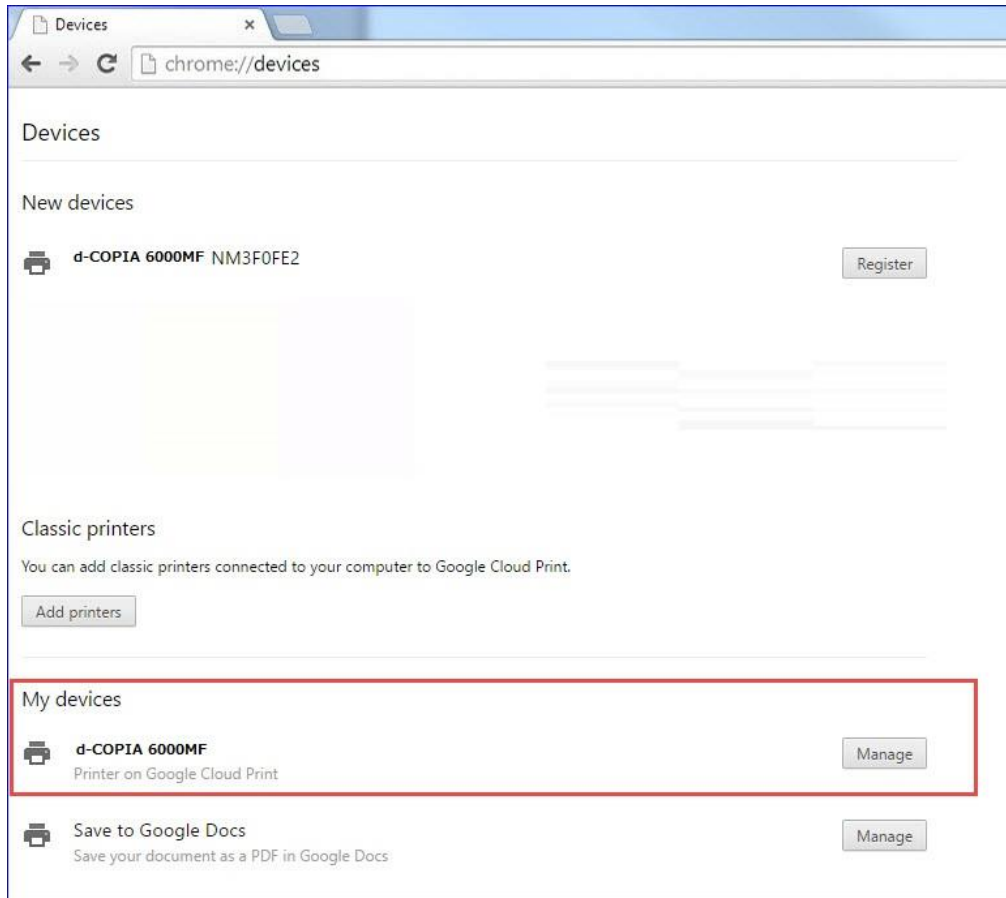 Devices
chrome://devices
Devices
New devices
d-COPIA 6000MF NM3F0FE2
Register
Classic printers
You can add classic printers connected to your computer to Google Cloud Print.
Add printers
My devices
d-COPIA 6000MF
Manage
Printer on Google Cloud Print
Save to Google Docs
Manage
Save your document as a PDF in Google Docs